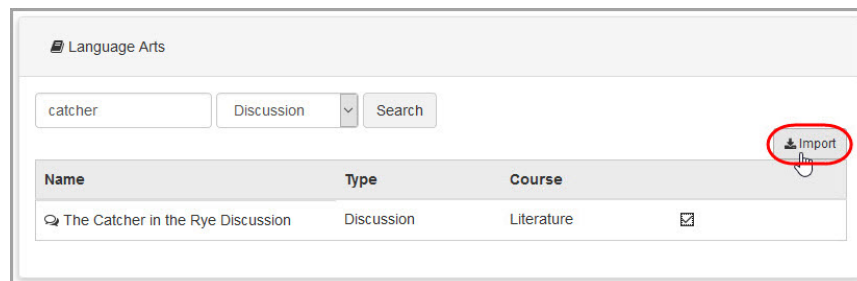 Language Arts
catcher Discussion Search
Import
Name Type Course
The Catcher in the Rye Discussion Discussion Literature